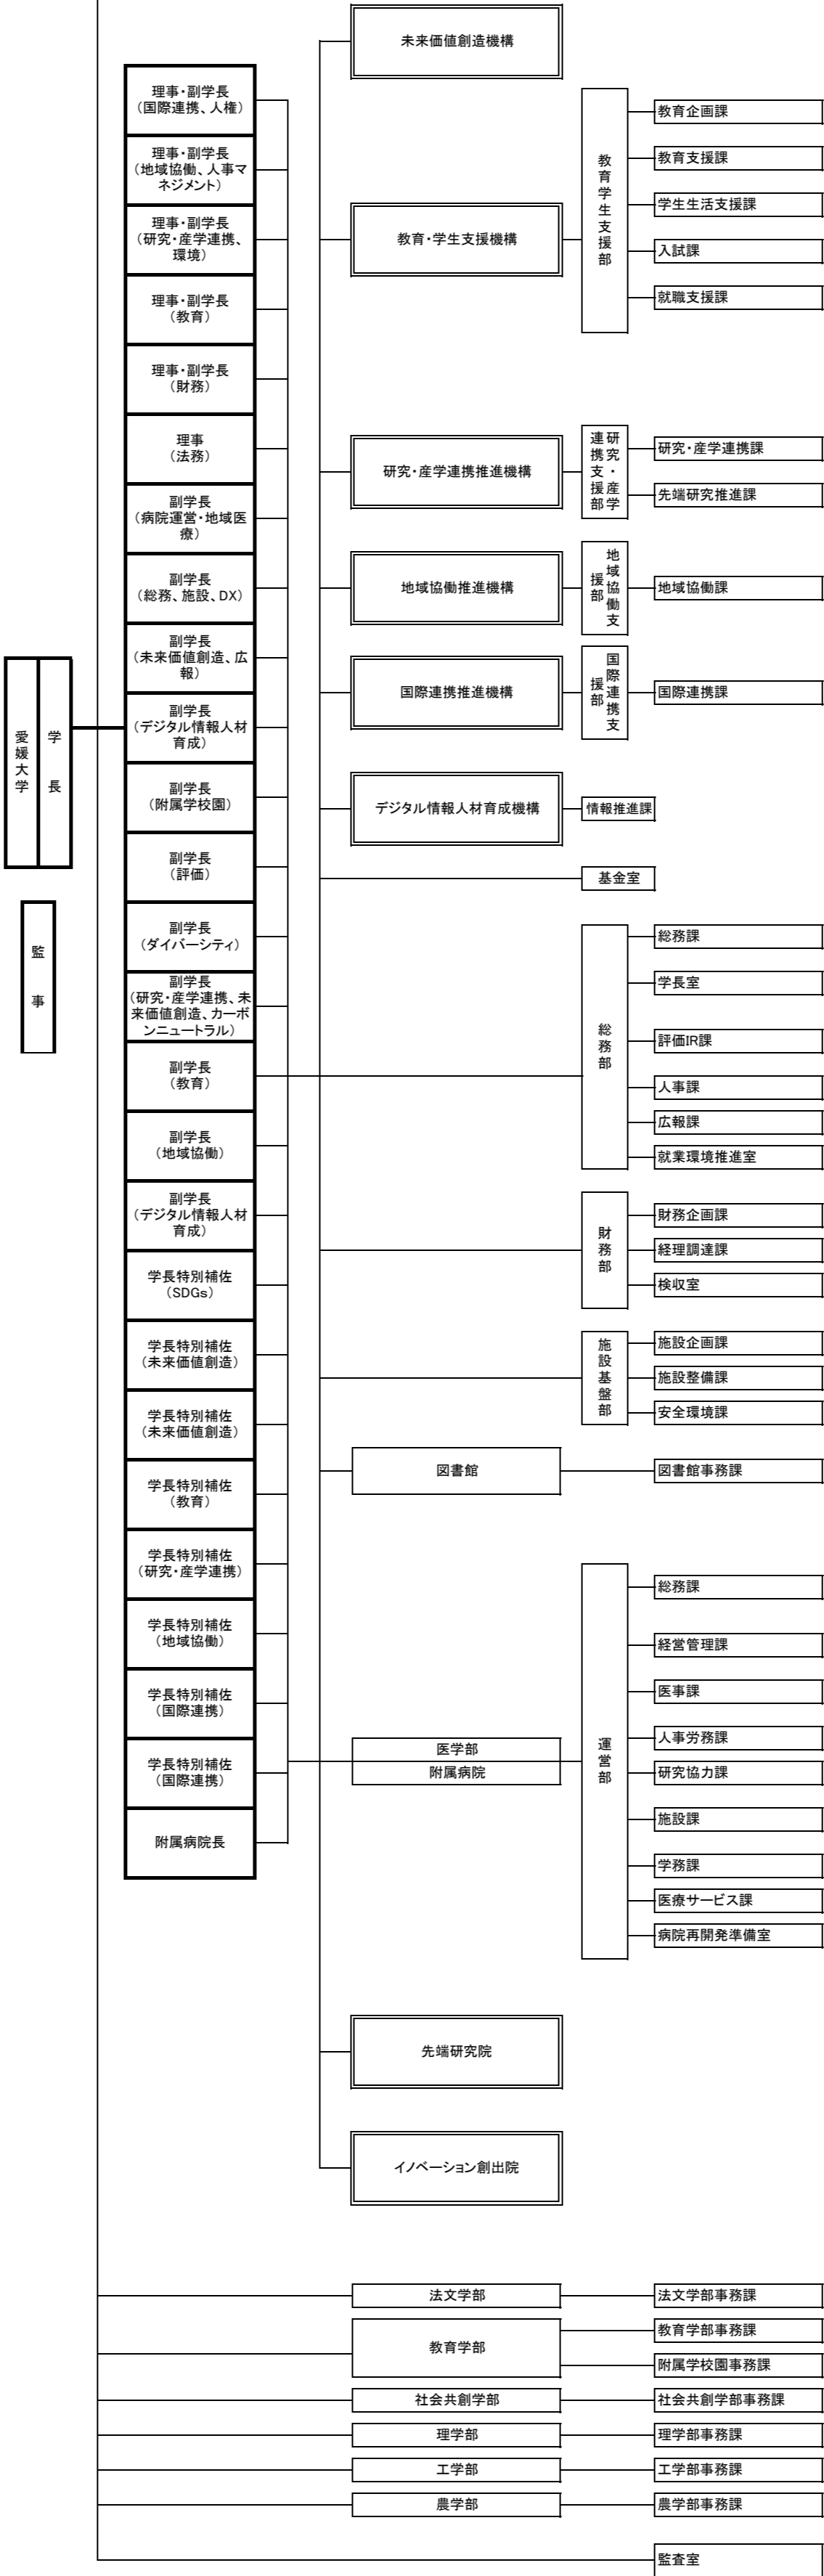 愛媛大学
学長
監事
理事・副学長
（国際連携、人権）
理事・副学長
（地域協働、人事マ
ネジメント）
理事・副学長
（研究・産学連携、
環境）
理事・副学長
（教育）
理事・副学長
（財務）
理事
（法務）
副学長
（病院運営・地域医
療）
副学長
（総務、施設、DX）
副学長
（未来価値創造、広
報）
副学長
（デジタル情報人材
育成）
副学長
（附属学校園）
副学長
（評価）
副学長
（ダイバーシティ）
副学長
（研究・産学連携、未
来価値創造、カーボ
ンニュートラル）
副学長
（教育）
副学長
（地域協働）
副学長
（デジタル情報人材
育成）
学長特別補佐
（SDGs）
学長特別補佐
（未来価値創造）
学長特別補佐
（未来価値創造）
学長特別補佐
（教育）
学長特別補佐
（研究・産学連携）
学長特別補佐
（地域協働）
学長特別補佐
（国際連携）
学長特別補佐
（国際連携）
附属病院長
未来価値創造機構
教育・学生支援機構
教育学生支援部
教育企画課
教育支援課
学生生活支援課
入試課
就職支援課
研究・産学連携推進機構
研究・産学
連携支援部
研究・産学連携課
先端研究推進課
地域協働推進機構
地域協働支
援部
地域協働課
国際連携推進機構
国際連携支
援部
国際連携課
デジタル情報人材育成機構
情報推進課
基金室
総務部
総務課
学長室
評価IR課
人事課
広報課
就業環境推進室
財務部
財務企画課
経理調達課
検収室
施設基盤部
施設企画課
施設整備課
安全環境課
図書館
図書館事務課
医学部
附属病院
運営部
総務課
経営管理課
医事課
人事労務課
研究協力課
施設課
学務課
医療サービス課
病院再開発準備室
先端研究院
イノベーション創出院
法文学部
法文学部事務課
教育学部
教育学部事務課
附属学校園事務課
社会共創学部
社会共創学部事務課
理学部
理学部事務課
工学部
工学部事務課
農学部
農学部事務課
監査室